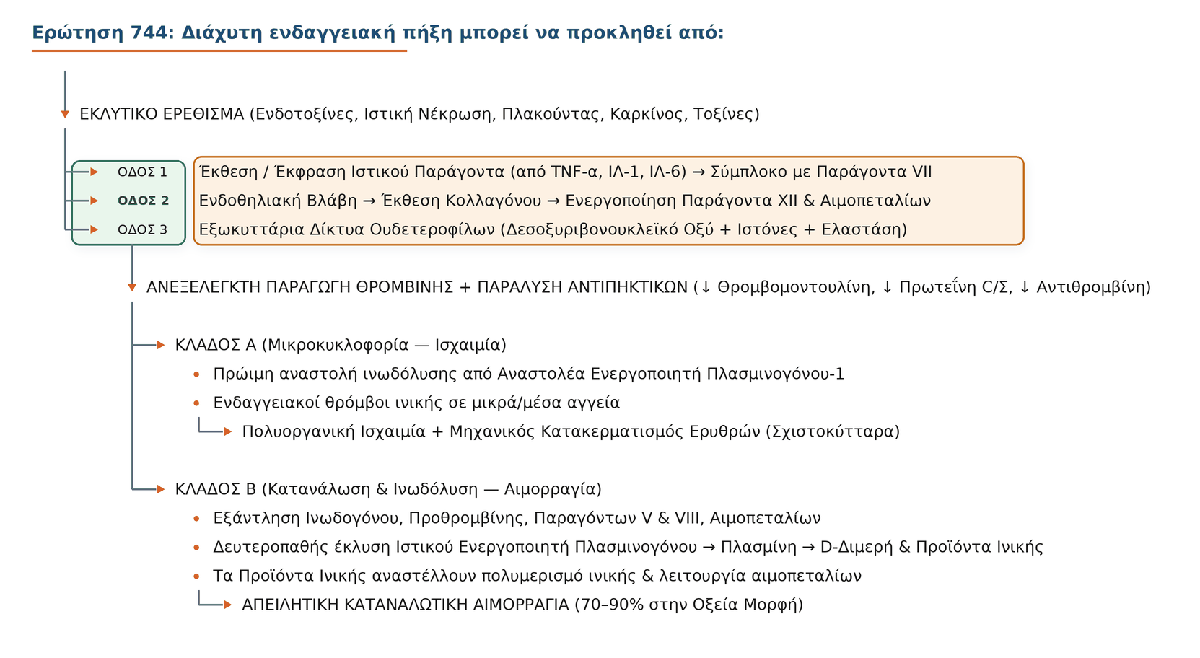 Ερώτηση 744: Διάχυτη ενδαγγειακή πήξη μπορεί να προκληθεί από:
ΕΚΛΥΤΙΚΟ ΕΡΕΘΙΣΜΑ (Ενδοτοξίνες, Ιστική Νέκρωση, Πλακούντας, Καρκίνος, Τοξίνες)
ΟΔΟΣ 1 Έκθεση / Έκφραση Ιστικού Παράγοντα (από TNF-α, ΙΛ-1, ΙΛ-6) → Σύμπλοκο με Παράγοντα VII
ΟΔΟΣ 2 Ενδοθηλιακή Βλάβη → Έκθεση Κολλαγόνου → Ενεργοποίηση Παράγοντα XII & Αιμοπεταλίων
ΟΔΟΣ 3 Εξωκυττάρια Δίκτυα Ουδετεροφίλων (Δεσοξυριβονουκλεϊκό Οξύ + Ιστόνες + Ελαστάση)
ΑΝΕΞΕΛΕΓΚΤΗ ΠΑΡΑΓΩΓΗ ΘΡΟΜΒΙΝΗΣ + ΠΑΡΑΛΥΣΗ ΑΝΤΙΠΗΚΤΙΚΩΝ (↓ Θρομβομοντουλίνη, ↓ Πρωτεΐνη C/Σ, ↓ Αντιθρομβίνη)
ΚΛΑΔΟΣ Α (Μικροκυκλοφορία — Ισχαιμία)
• Πρώιμη αναστολή ινωδόλυσης από Αναστολέα Ενεργοποιητή Πλασμινογόνου-1
• Ενδαγγειακοί θρόμβοι ινικής σε μικρά/μέσα αγγεία
Πολυοργανική Ισχαιμία + Μηχανικός Κατακερματισμός Ερυθρών (Σχιστοκύτταρα)
ΚΛΑΔΟΣ Β (Κατανάλωση & Ινωδόλυση — Αιμορραγία)
• Εξάντληση Ινωδογόνου, Προθρομβίνης, Παραγόντων V & VIII, Αιμοπεταλίων
• Δευτεροπαθής έκλυση Ιστικού Ενεργοποιητή Πλασμινογόνου → Πλασμίνη → D-Διμερή & Προϊόντα Ινικής
• Τα Προϊόντα Ινικής αναστέλλουν πολυμερισμό ινικής & λειτουργία αιμοπεταλίων
ΑΠΕΙΛΗΤΙΚΗ ΚΑΤΑΝΑΛΩΤΙΚΗ ΑΙΜΟΡΡΑΓΙΑ (70–90% στην Οξεία Μορφή)